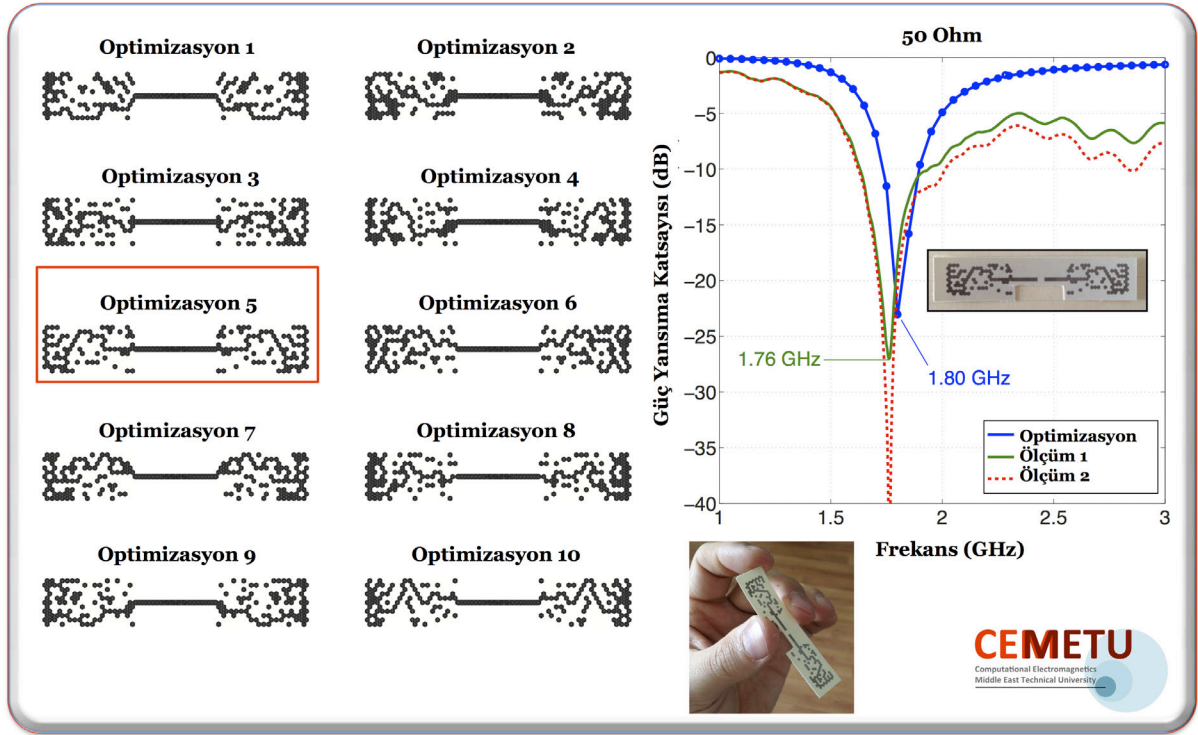 Optimizasyon 1
Optimizasyon 2
Optimizasyon 3
Optimizasyon 4
Optimizasyon 5
Optimizasyon 6
Optimizasyon 7
Optimizasyon 8
Optimizasyon 9
Optimizasyon 10
50 Ohm
Güç Yansıma Katsayısı (dB)
0
−5
−10
−15
−20
−25
−30
−35
−40
1.76 GHz
1.80 GHz
Optimizasyon
Ölçüm 1
Ölçüm 2
1
1.5
2
2.5
3
Frekans (GHz)
CEMMETU
Computational Electromagnetics
Middle East Technical University